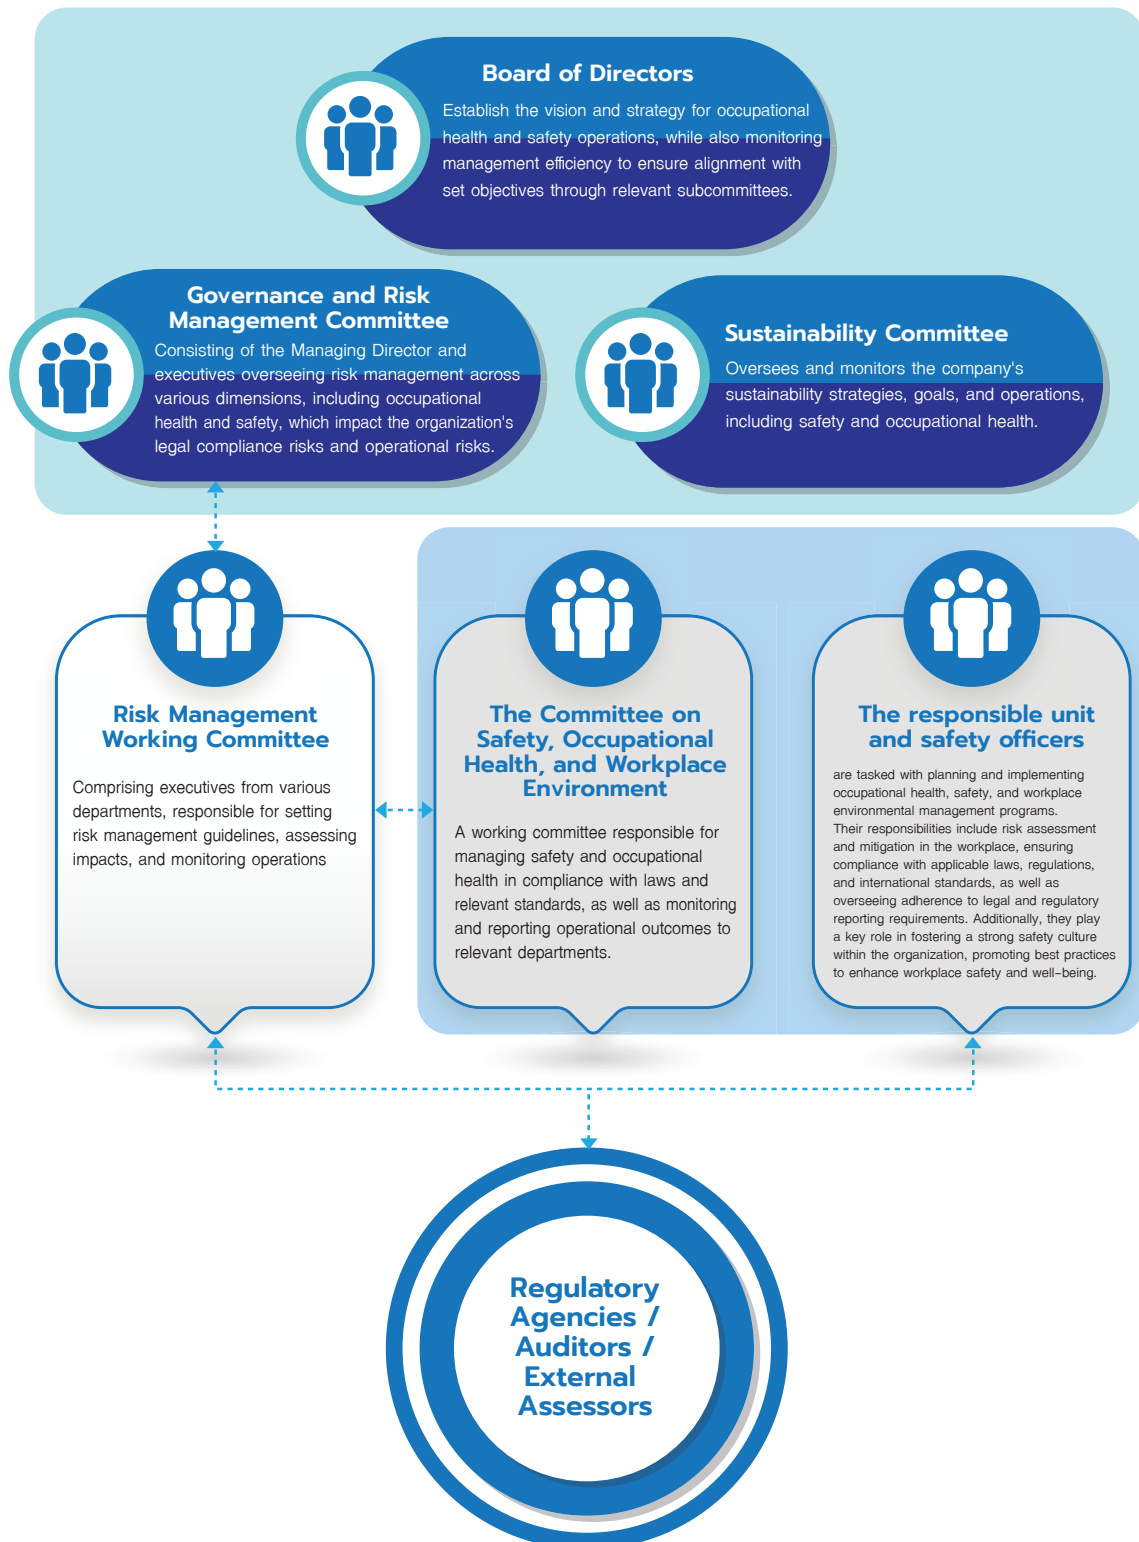 Board of Directors
Establish the vision and strategy for occupational
health and safety operations, while also monitoring
management efficiency to ensure alignment with
set objectives through relevant subcommittees.
Governance and Risk
Management Committee
Consisting of the Managing Director and
executives overseeing risk management across
various dimensions, including occupational
health and safety, which impact the organization's
legal compliance risks and operational risks.
Sustainability Committee
Oversees and monitors the company's
sustainability strategies, goals, and operations,
including safety and occupational health.
Risk Management
Working Committee
Comprising executives from various
departments, responsible for setting
risk management guidelines, assessing
impacts, and monitoring operations
The Committee on
Safety, Occupational
Health, and Workplace
Environment
A working committee responsible for
managing safety and occupational
health in compliance with laws and
relevant standards, as well as monitoring
and reporting operational outcomes to
relevant departments.
The responsible unit
and safety officers
are tasked with planning and implementing
occupational health, safety, and workplace
environmental management programs.
Their responsibilities include risk assessment
and mitigation in the workplace, ensuring
compliance with applicable laws, regulations,
and international standards, as well as
overseeing adherence to legal and regulatory
reporting requirements. Additionally, they play
a key role in fostering a strong safety culture
within the organization, promoting best practices
to enhance workplace safety and well-being.
Regulatory
Agencies /
Auditors /
External
Assessors